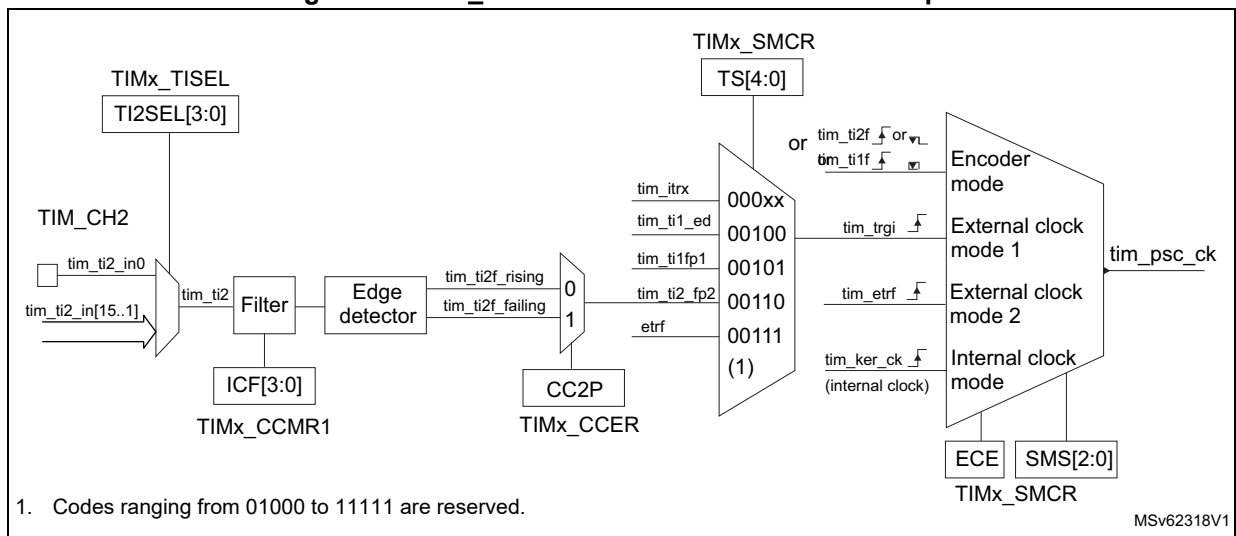 TIMx_SMCR
TS[4:0]
TIMx_TISEL
TI2SEL[3:0]
TIM_CH2
tim_ti2_in0
tim_ti2_in[15..1]
tim_ti2
Filter
ICF[3:0]
TIMx_CCMR1
Edge
detector
tim_ti2f_rising
tim_ti2f_failing
0
1
CC2P
TIMx_CCER
tim_itrx
000xx
tim_ti1_ed
00100
tim_ti1fp1
00101
tim_ti2_fp2
00110
etrf
00111
(1)
or tim_ti2f or
tim_ti1f
Encoder
mode
tim_trgi
External clock
mode 1
tim_etrf
External clock
mode 2
tim_ker_ck
(internal clock)
Internal clock
mode
tim_psc_ck
ECE
SMS[2:0]
TIMx_SMCR
1. Codes ranging from 01000 to 11111 are reserved.
MSv62318V1